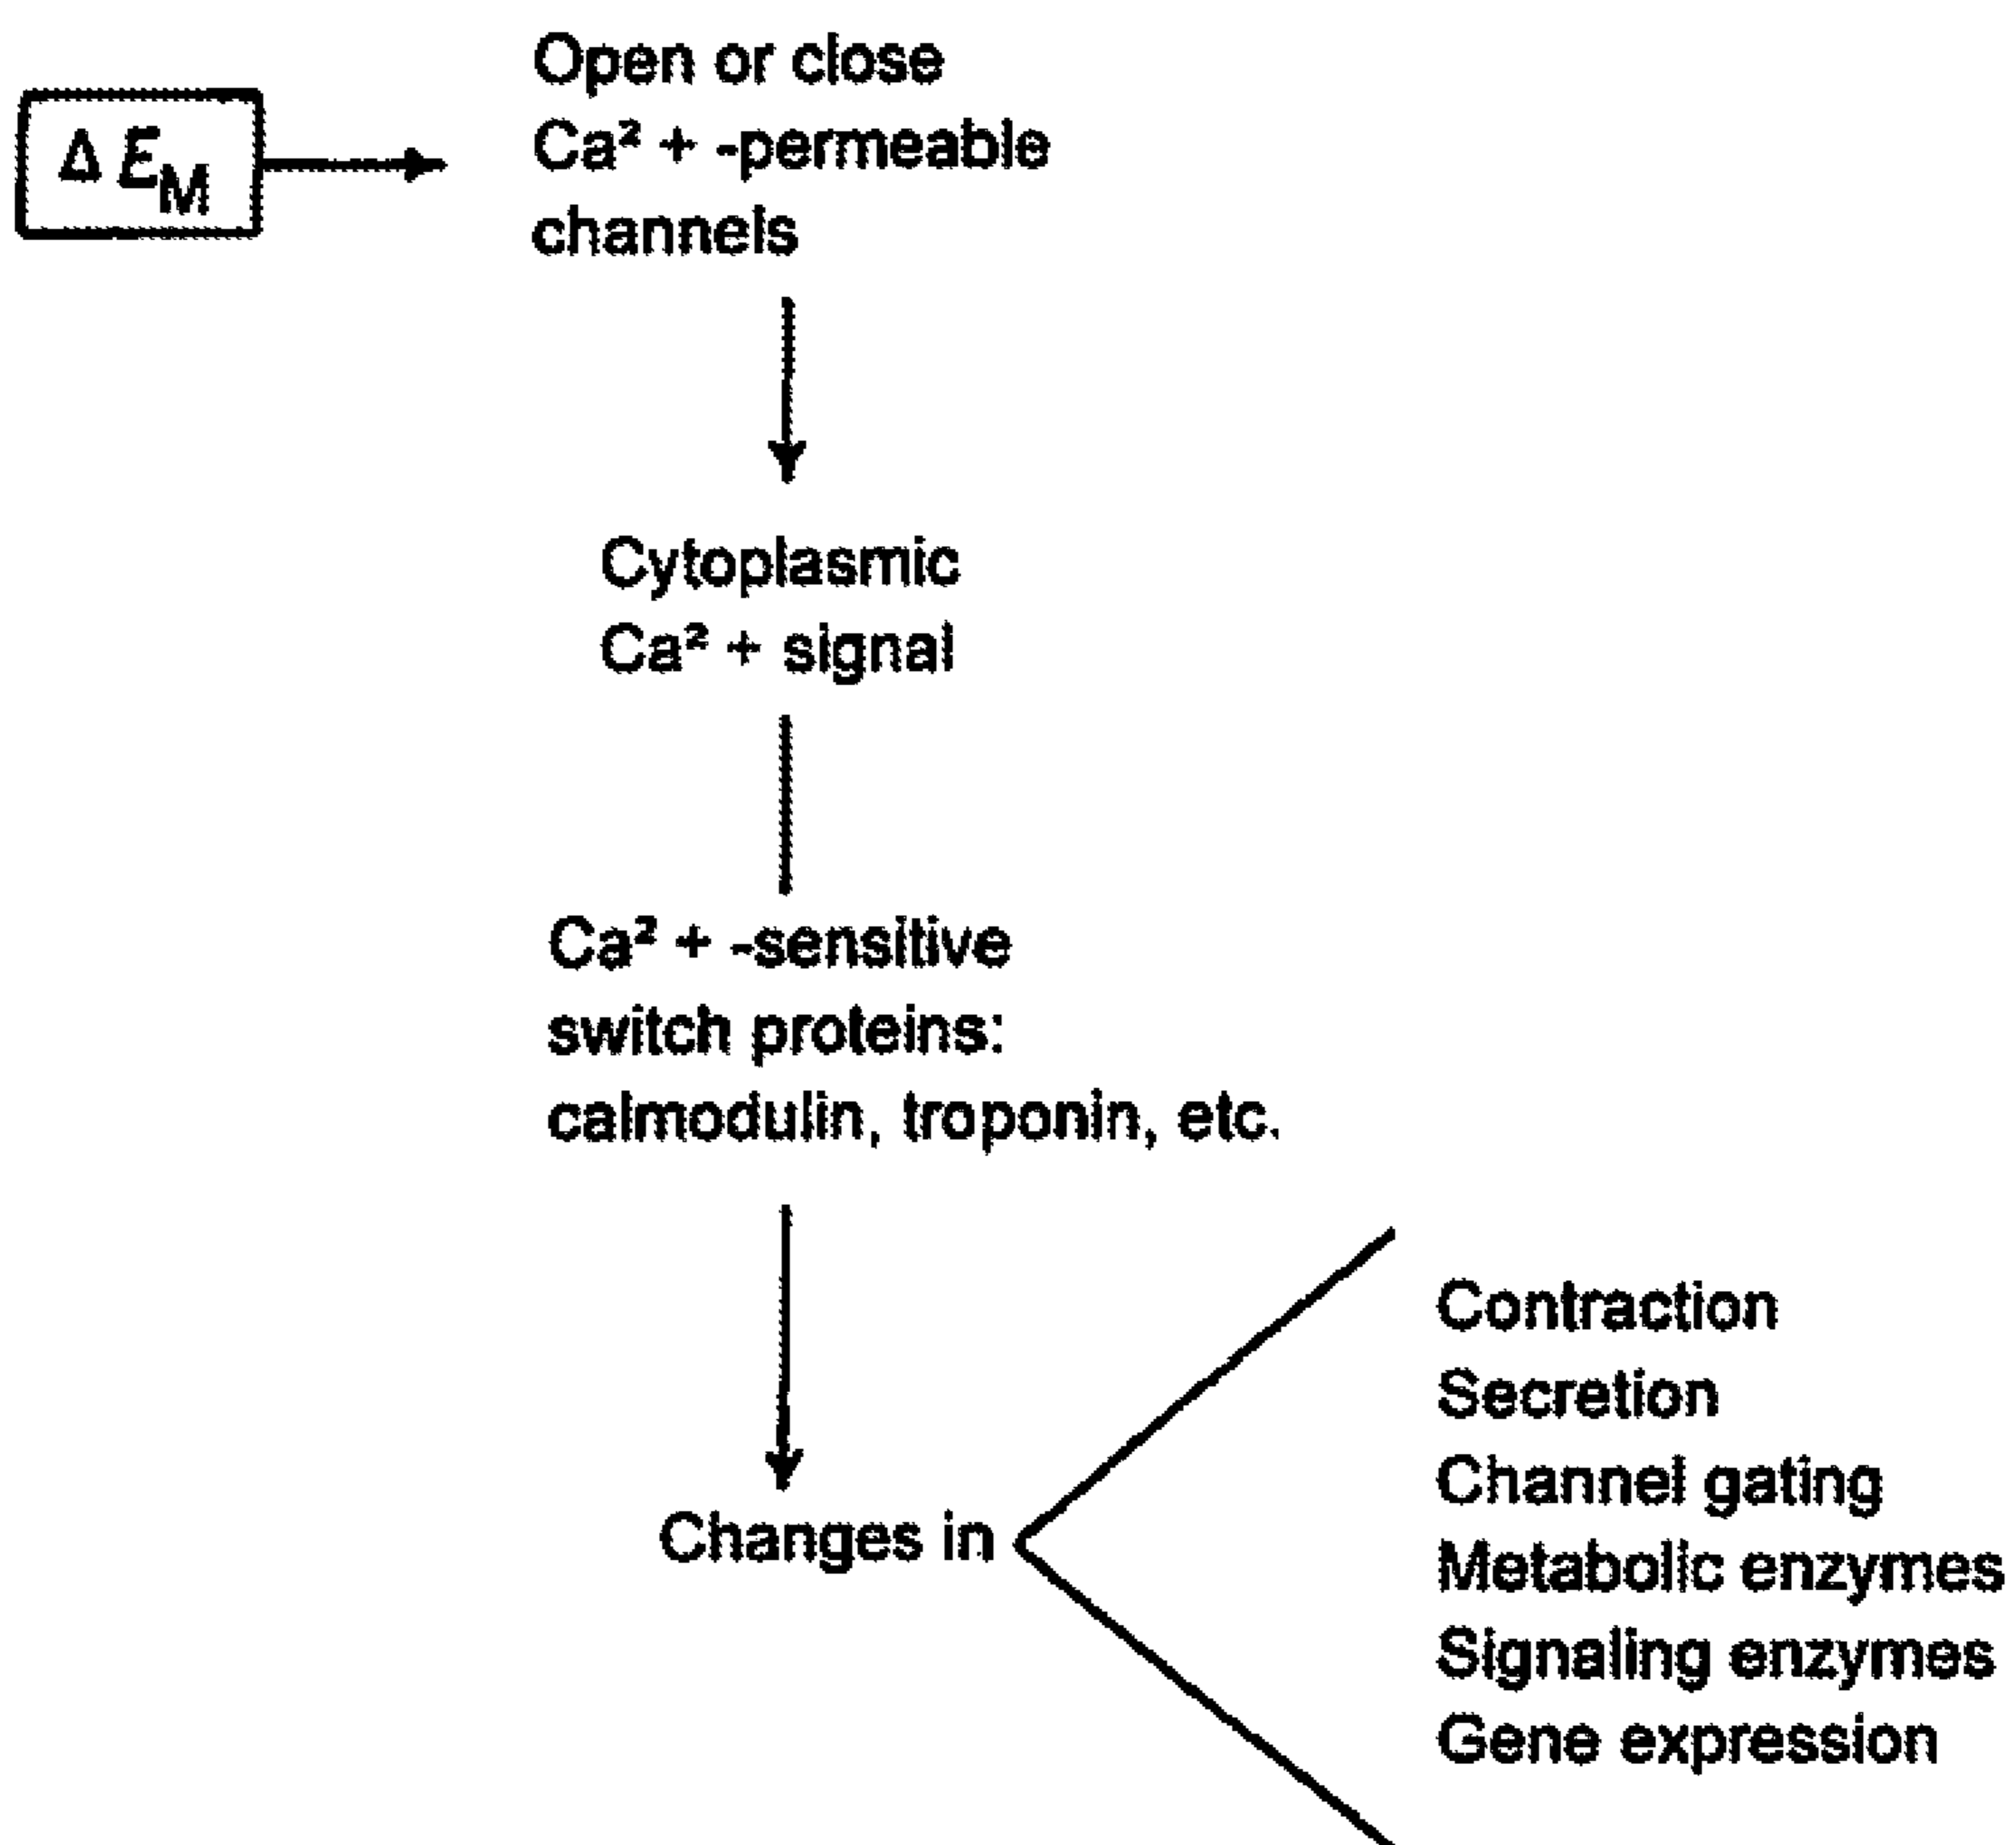 Δ EM
Open or close
Ca² + -permeable
channels
Cytoplasmic
Ca² + signal
Ca² + -sensitive
switch proteins:
calmodulin, troponin, etc.
Changes in
Contraction
Secretion
Channel gating
Metabolic enzymes
Signaling enzymes
Gene expression